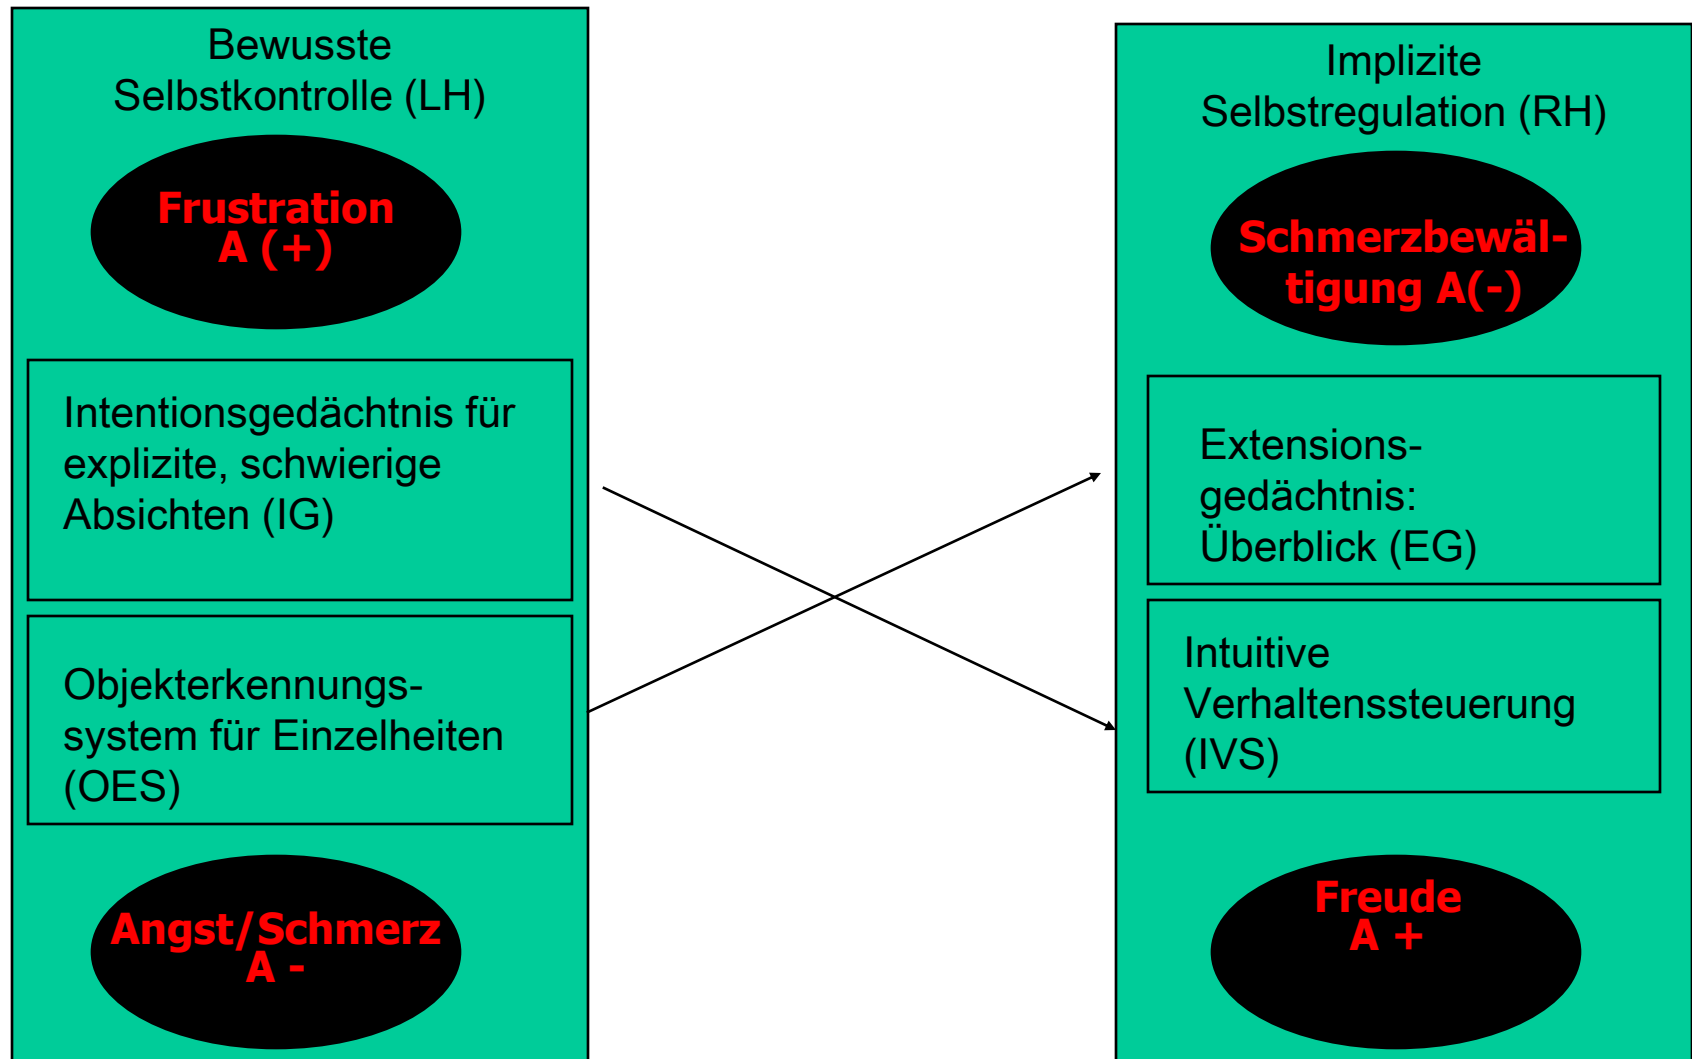 Bewusste
Selbstkontrolle (LH)
Frustration
A (+)
Intentionsgedächtnis für
explizite, schwierige
Absichten (IG)
Objekterkennungs-
system für Einzelheiten
(OES)
Angst/Schmerz
A -
Implizite
Selbstregulation (RH)
Schmerzbewäl-
tigung A(-)
Extensions-
gedächtnis:
Überblick (EG)
Intuitive
Verhaltenssteuerung
(IVS)
Freude
A +